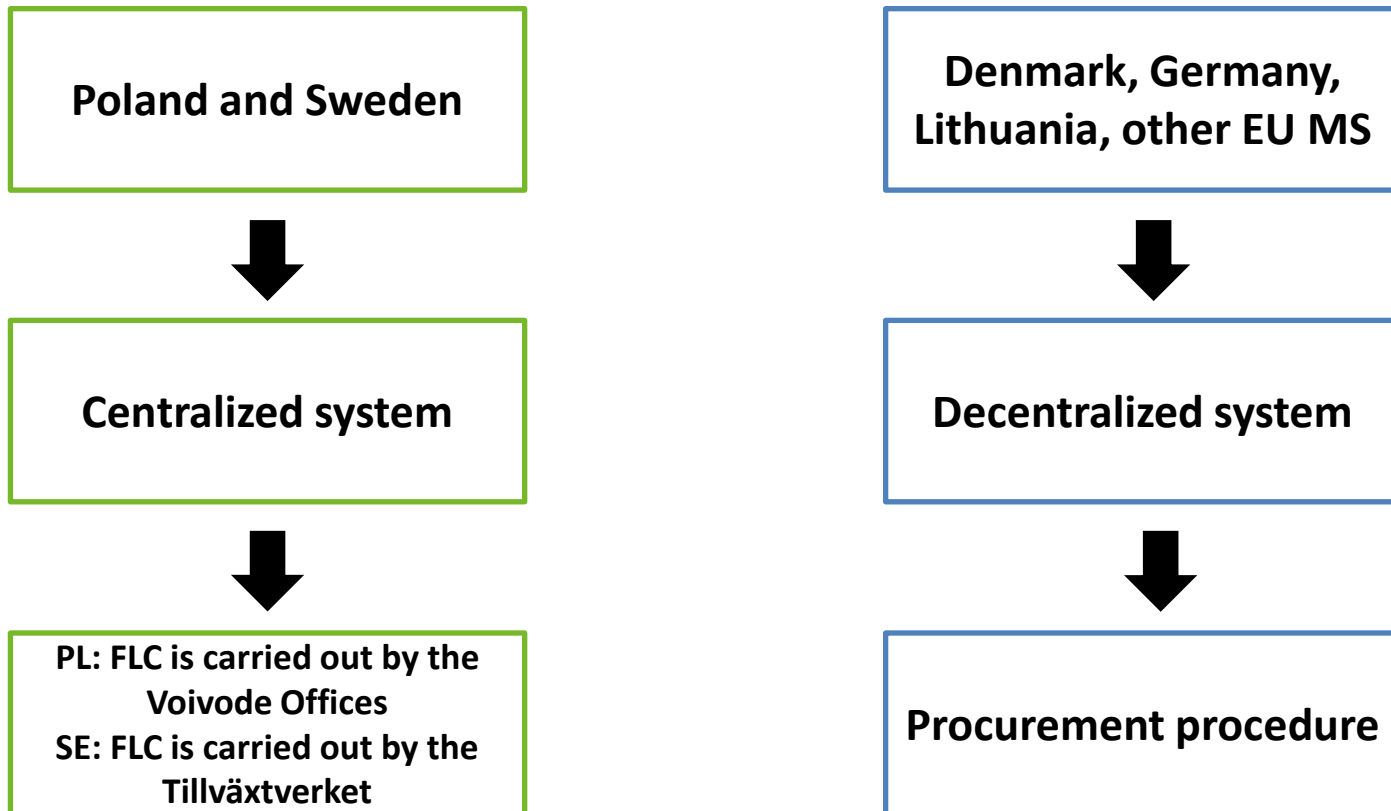 Poland and Sweden
Denmark, Germany,
Lithuania, other EU MS
Centralized system
Decentralized system
PL: FLC is carried out by the
Voivode Offices
SE: FLC is carried out by the
Tillväxtverket
Procurement procedure